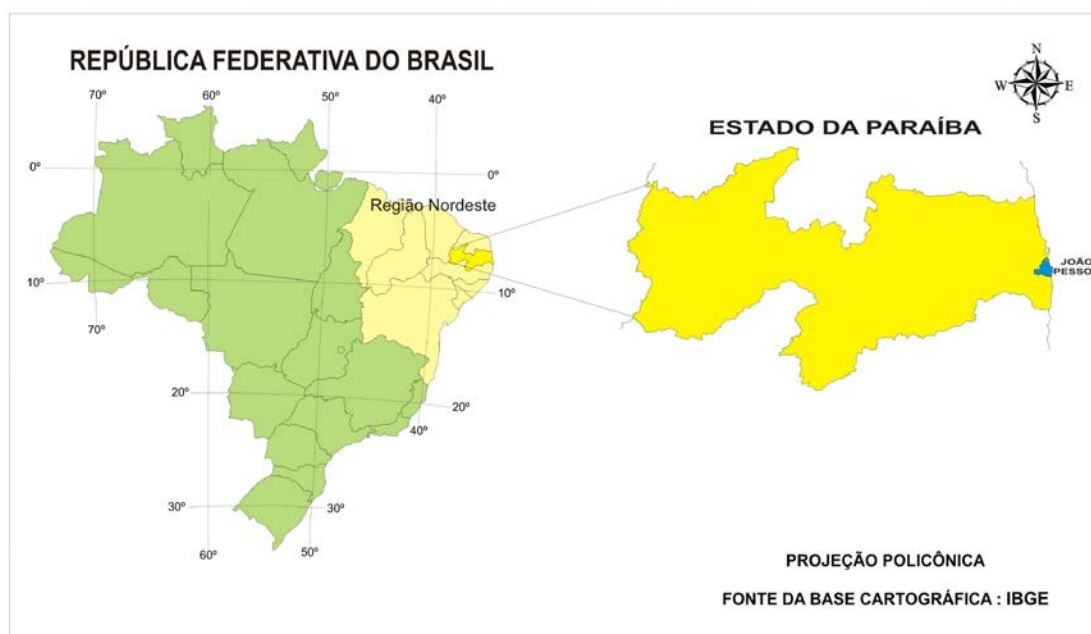 REPÚBLICA FEDERATIVA DO BRASIL
70º
60º
50º
40º
0º
0º
Região Nordeste
10º
10º
70º
20º
20º
40º
30º
30º
60º
50º
N
W
E
S
ESTADO DA PARAÍBA
JOÃO
PESSO
PROJEÇÃO POLICÔNICA
FONTE DA BASE CARTOGRÁFICA : IBGE